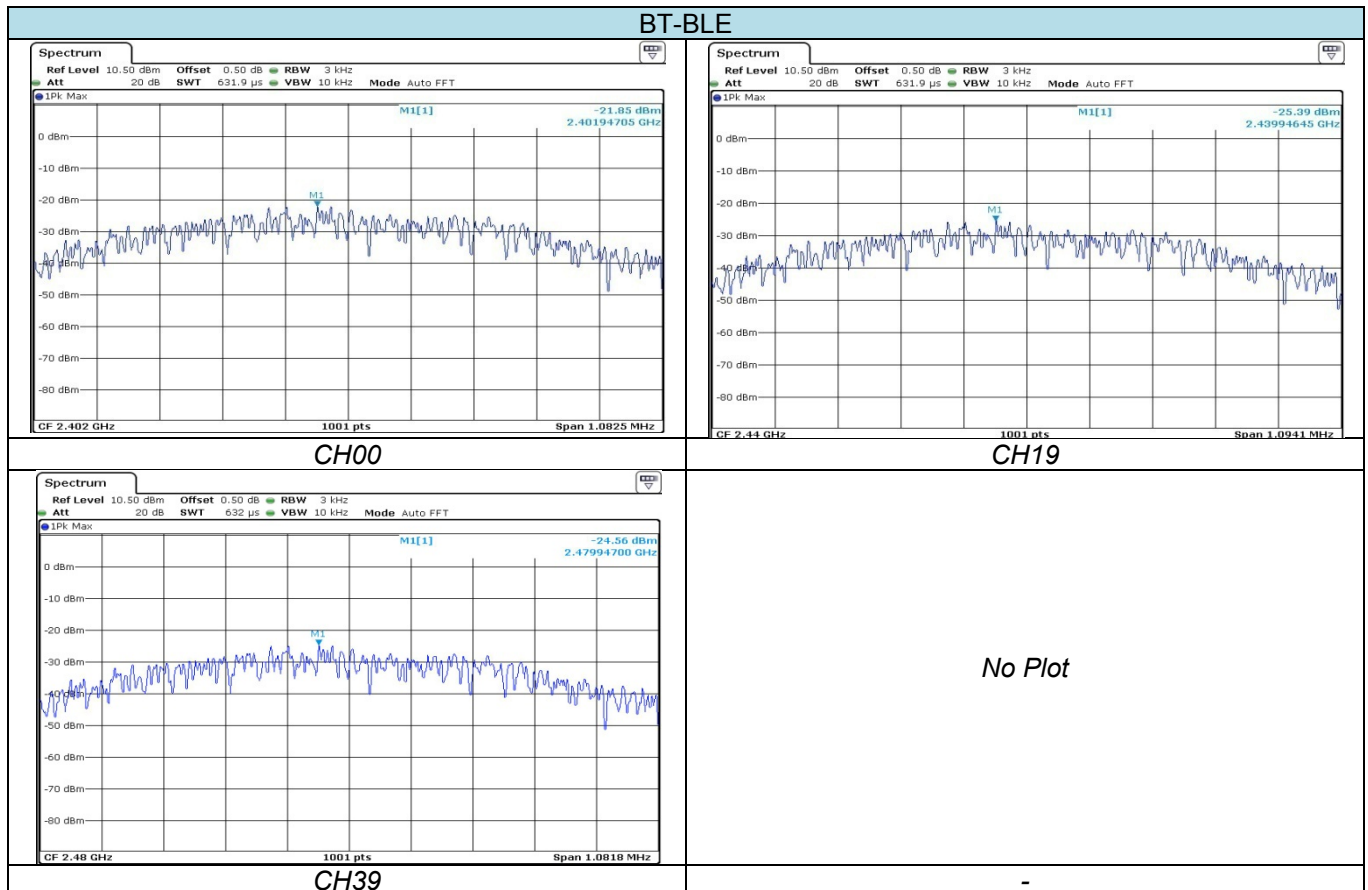 BT-BLE
Spectrum
Ref Level 10.50 dBm Offset 0.50 dB RBW 3 kHz
Att 20 dB SWT 631.9 µs VBW 10 kHz Mode Auto FFT
1Pk Max
M1[1] -21.85 dBm
2.40194705 GHz
0 dBm
-10 dBm
M1
-20 dBm
-30 dBm
-40 dBm
-50 dBm
-60 dBm
-70 dBm
-80 dBm
CF 2.402 GHz 1001 pts Span 1.0825 MHz
CH00
Spectrum
Ref Level 10.50 dBm Offset 0.50 dB RBW 3 kHz
Att 20 dB SWT 631.9 µs VBW 10 kHz Mode Auto FFT
1Pk Max
M1[1] -25.39 dBm
2.43994645 GHz
0 dBm
-10 dBm
-20 dBm
M1
-30 dBm
-40 dBm
-50 dBm
-60 dBm
-70 dBm
-80 dBm
CF 2.44 GHz 1001 pts Span 1.0941 MHz
CH19
Spectrum
Ref Level 10.50 dBm Offset 0.50 dB RBW 3 kHz
Att 20 dB SWT 632 µs VBW 10 kHz Mode Auto FFT
1Pk Max
M1[1] -24.56 dBm
2.47994700 GHz
0 dBm
-10 dBm
-20 dBm
M1
-30 dBm
-40 dBm
-50 dBm
-60 dBm
-70 dBm
-80 dBm
CF 2.48 GHz 1001 pts Span 1.0818 MHz
CH39
No Plot
-